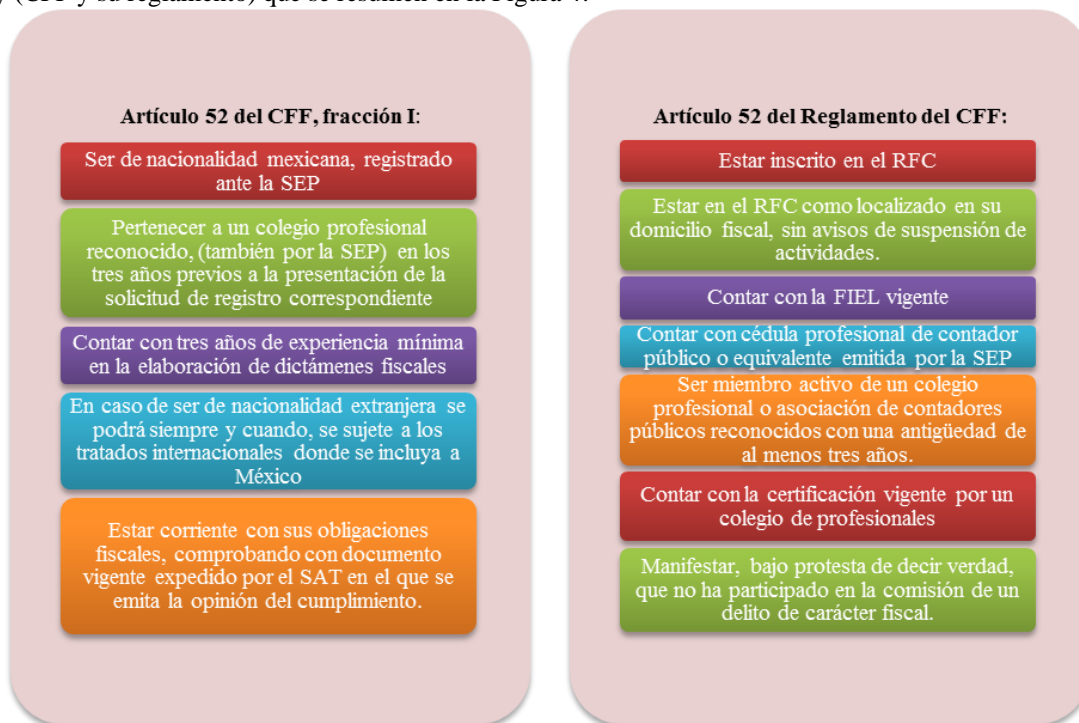 (CFF y su reglamento) que se resumen en la Figura 4.
Artículo 52 del CFF, fracción I:
Ser de nacionalidad mexicana, registrado
ante la SEP
Pertenecer a un colegio profesional
reconocido, (también por la SEP) en los
tres años previos a la presentación de la
solicitud de registro correspondiente
Contar con tres años de experiencia mínima
en la elaboración de dictámenes fiscales
En caso de ser de nacionalidad extranjera se
podrá siempre y cuando, se sujete a los
tratados internacionales donde se incluya a
México
Estar corriente con sus obligaciones
fiscales, comprobando con documento
vigente expedido por el SAT en el que se
emita la opinión del cumplimiento.
Artículo 52 del Reglamento del CFF:
Estar inscrito en el RFC
Estar en el RFC como localizado en su
domicilio fiscal, sin avisos de suspensión de
actividades.
Contar con la FIEL vigente
Contar con cédula profesional de contador
público o equivalente emitida por la SEP
Ser miembro activo de un colegio
profesional o asociación de contadores
públicos reconocidos con una antigüedad de
al menos tres años.
Contar con la certificación vigente por un
colegio de profesionales
Manifestar, bajo protesta de decir verdad,
que no ha participado en la comisión de un
delito de carácter fiscal.